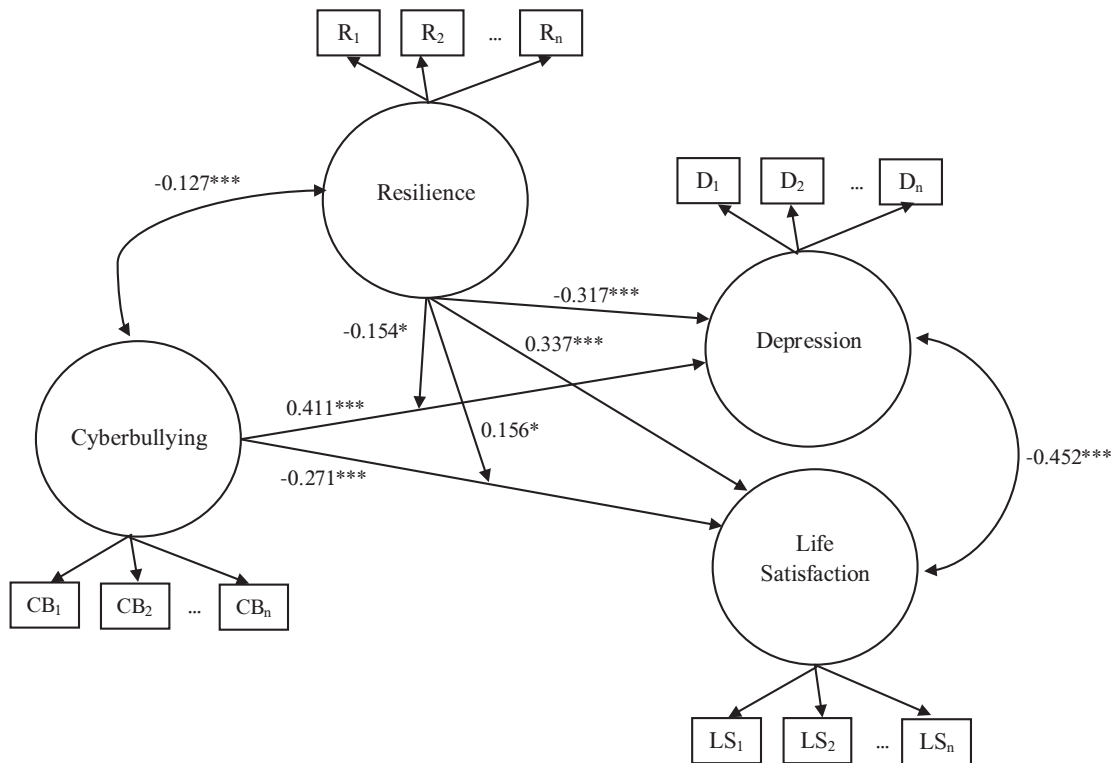 R₁ R₂ ... Rₙ
-0.127***
Resilience
D₁ D₂ ... Dₙ
-0.317***
-0.154*
0.337***
Depression
0.411***
Cyberbullying
0.156*
-0.452***
-0.271***
Life
Satisfaction
CB₁ CB₂ ... CBₙ
LS₁ LS₂ ... LSₙ